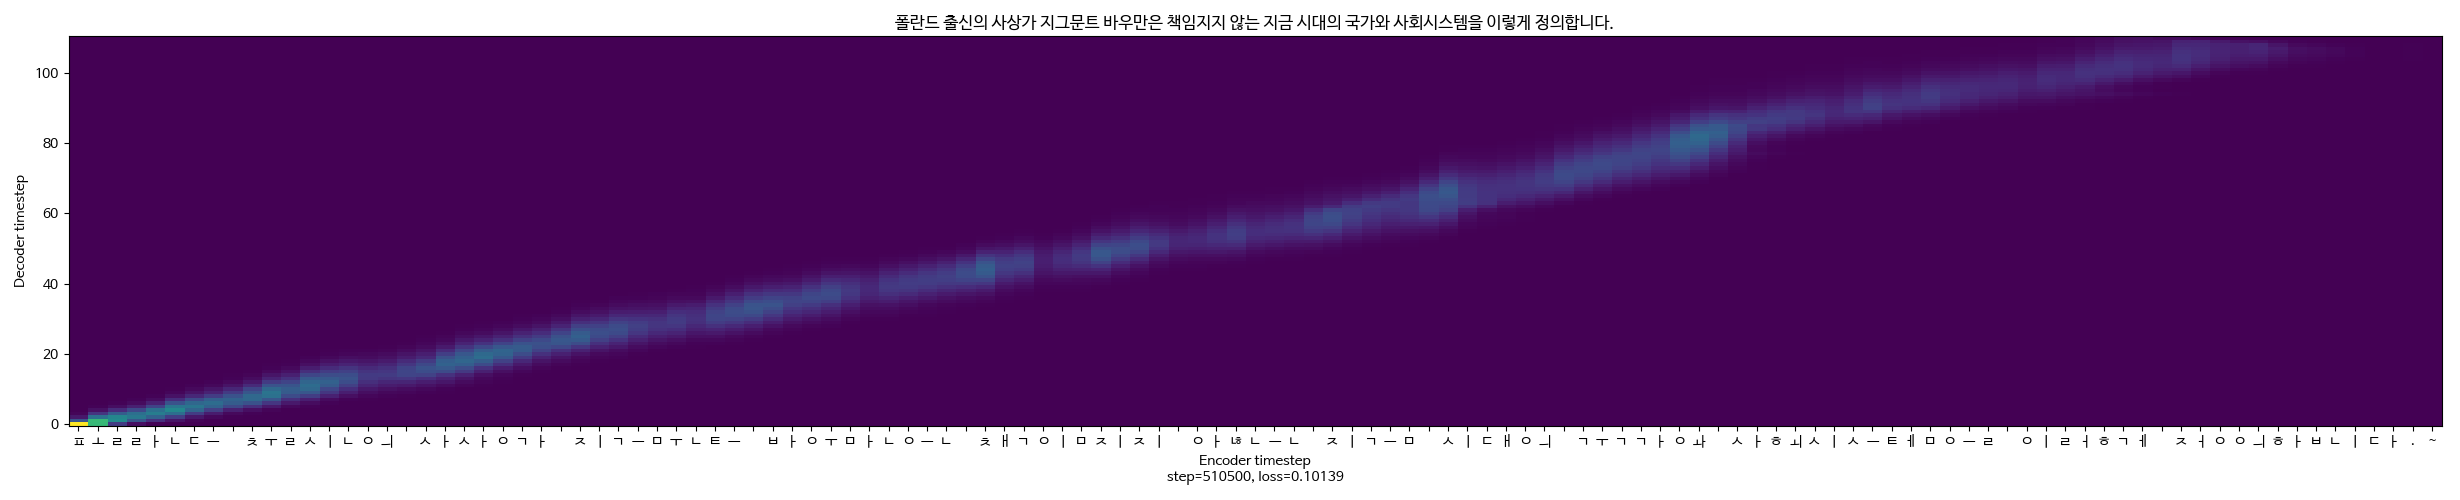 폴란드 출신의 사상가 지그문트 바우만은 책임지지 않는 지금 시대의 국가와 사회시스템을 이렇게 정의합니다.
100
80
60
40
20
0
Decoder timestep
ㅍ ㅗ ㄹ ㄹ ㅏ ㄴ ㄷ ㅡ   ㅊ ㅜ ㄹ ㅅ ㅣ ㄴ ㅇ ㅢ   ㅅ ㅏ ㅅ ㅏ ㅇ ㄱ ㅏ   ㅈ ㅣ ㄱ ㅡ ㅁ ㅜ ㄴ ㅌ ㅡ   ㅂ ㅏ ㅇ ㅜ ㅁ ㅏ ㄴ ㅇ ㅡ ㄴ   ㅊ ㅐ ㄱ ㅇ ㅣ ㅁ ㅈ ㅣ ㅈ ㅣ   ㅇ ㅏ ㄶ ㄴ ㅡ ㄴ   ㅈ ㅣ ㄱ ㅡ ㅁ   ㅅ ㅣ ㄷ ㅐ ㅇ ㅢ   ㄱ ㅜ ㄱ ㄱ ㅏ ㅇ ㅘ   ㅅ ㅏ ㅎ ㅚ ㅅ ㅣ ㅅ ㅡ ㅌ ㅔ ㅁ ㅇ ㅡ ㄹ   ㅇ ㅣ ㄹ ㅓ ㅎ ㄱ ㅔ   ㅈ ㅓ ㅇ ㅇ ㅢ ㅎ ㅏ ㅂ ㄴ ㅣ ㄷ ㅏ . ~
Encoder timestep
step=510500, loss=0.10139